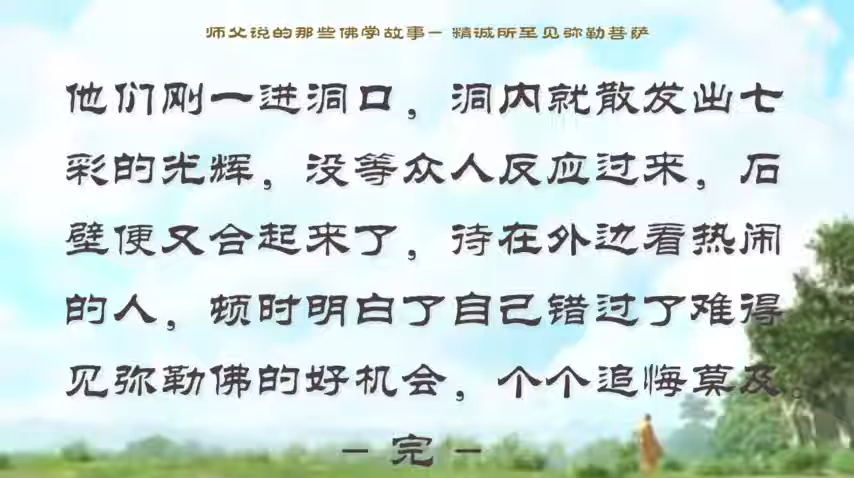 师父说的那些佛学故事- 精诚所至见弥勒菩萨
他们刚一进洞口，洞内就散发出七
彩的光辉，没等众人反应过来，石
壁便又合起来了，待在外边看热闹
的人，顿时明白了自己错过了难得
见弥勒佛的好机会，个个追悔莫及。
- 完 -